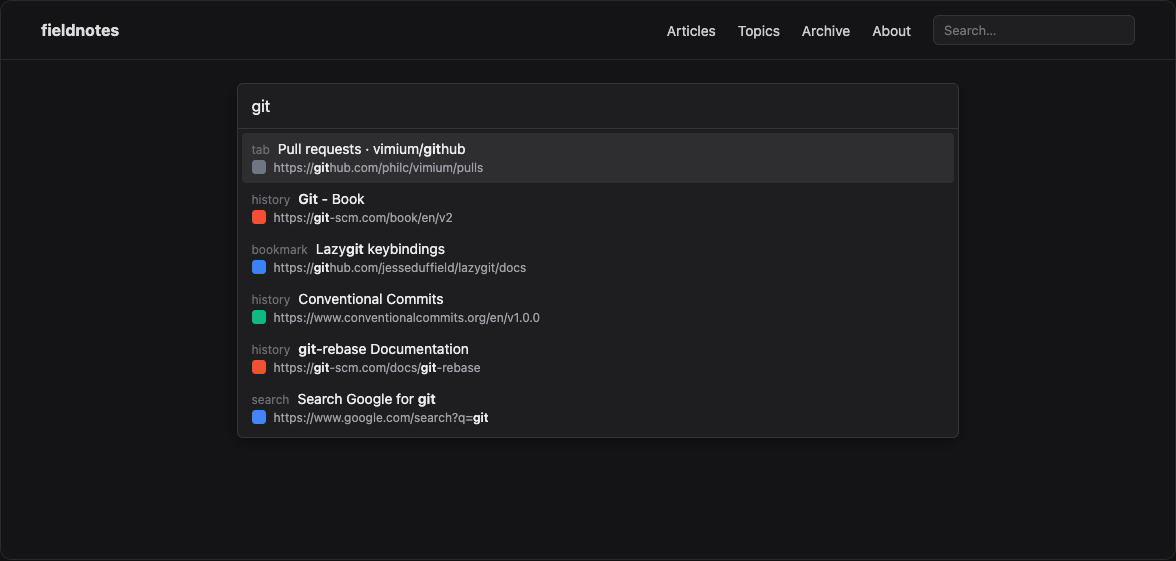 fieldnotes
Articles Topics Archive About Search...
git
tab Pull requests · vimium/github
https://github.com/philc/vimium/pulls
history Git - Book
https://git-scm.com/book/en/v2
bookmark Lazygit keybindings
https://github.com/jesseduffield/lazygit/docs
history Conventional Commits
https://www.conventionalcommits.org/en/v1.0.0
history git-rebase Documentation
https://git-scm.com/docs/git-rebase
search Search Google for git
https://www.google.com/search?q=git